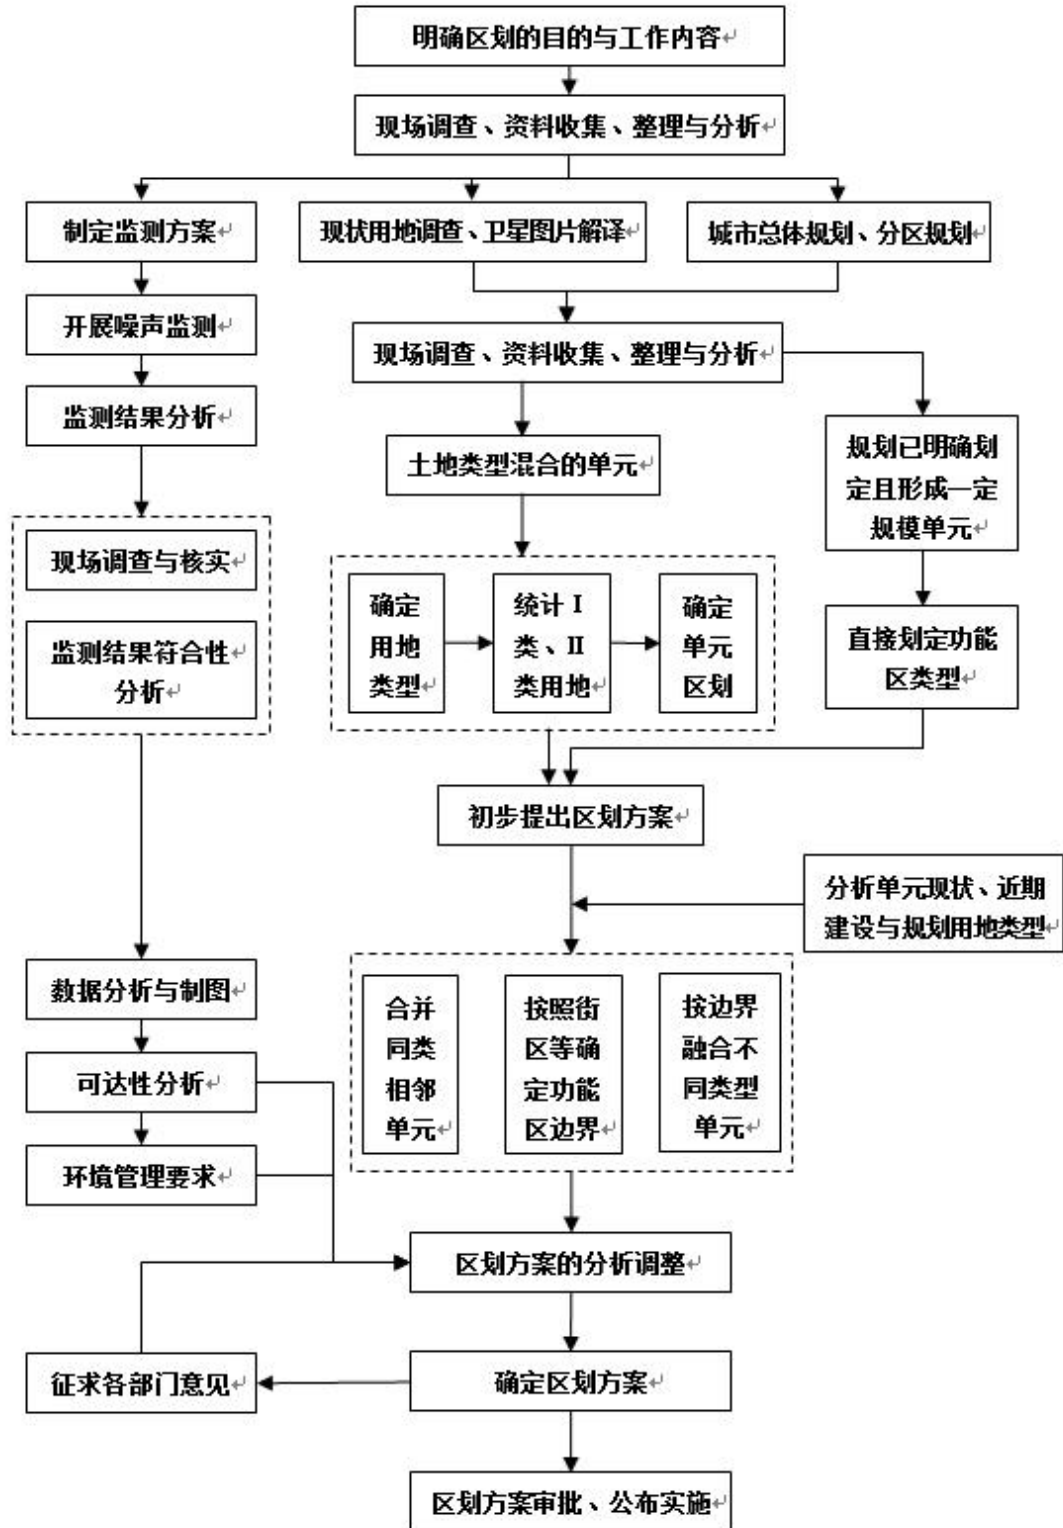 明确区划的目的与工作内容↵
现场调查、资料收集、整理与分析↵
制定监测方案↵
现状用地调查、卫星图片解译↵
城市总体规划、分区规划↵
开展噪声监测↵
现场调查、资料收集、整理与分析↵
监测结果分析↵
土地类型混合的单元↵
规划已明确划
定且形成一定
规模单元↵
现场调查与核实↵
监测结果符合性
分析↵
确定
用地
类型↵
统计 I
类、II
类用地↵
确定
单元
区划↵
直接划定功能
区类型↵
初步提出区划方案↵
分析单元现状、近期
建设与规划用地类型↵
数据分析与制图↵
可达性分析↵
环境管理要求↵
合并
同类
相邻
单元↵
按照街
区等确
定功能
区边界↵
按边界
融合不
同类型
单元↵
区划方案的分析调整↵
征求各部门意见↵
确定区划方案↵
区划方案审批、公布实施↵